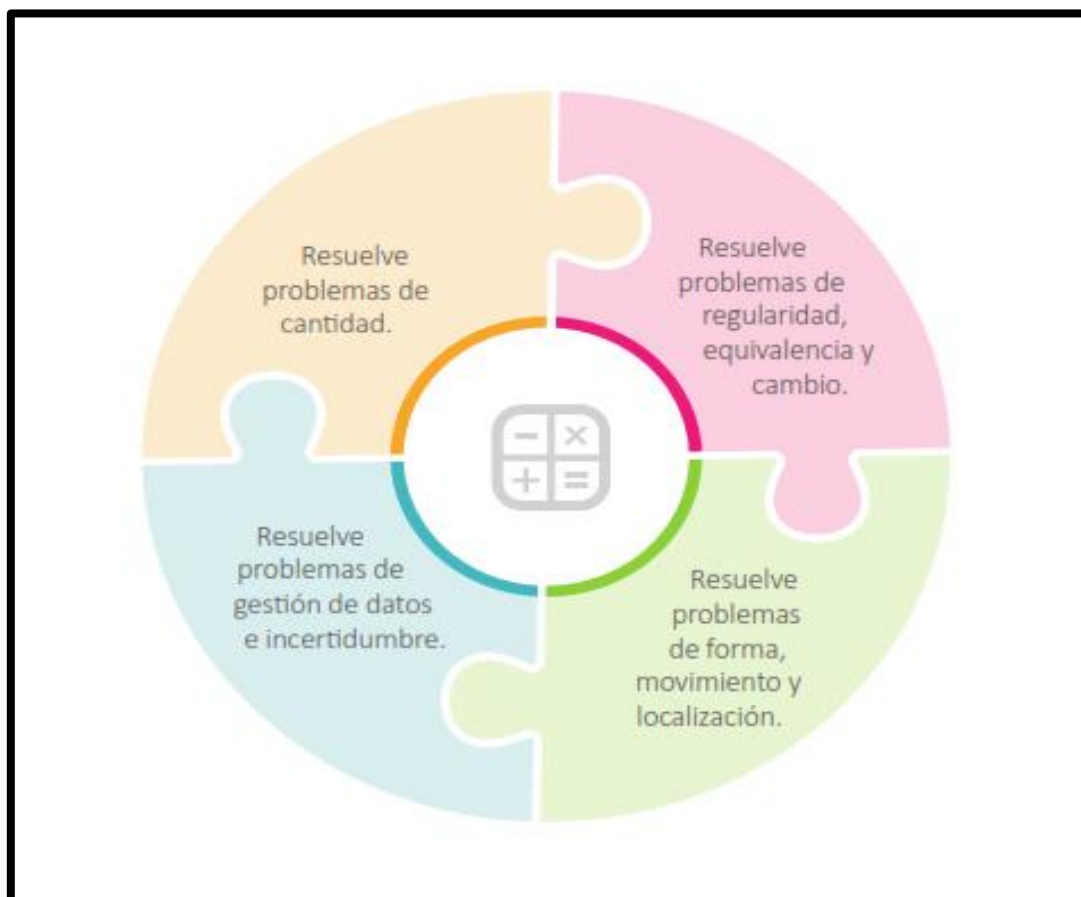 Resuelve
problemas de
cantidad.
Resuelve
problemas de
regularidad,
equivalencia y
cambio.
Resuelve
problemas de
gestión de datos
e incertidumbre.
Resuelve
problemas
de forma,
movimiento y
localización.
− ×
+ =